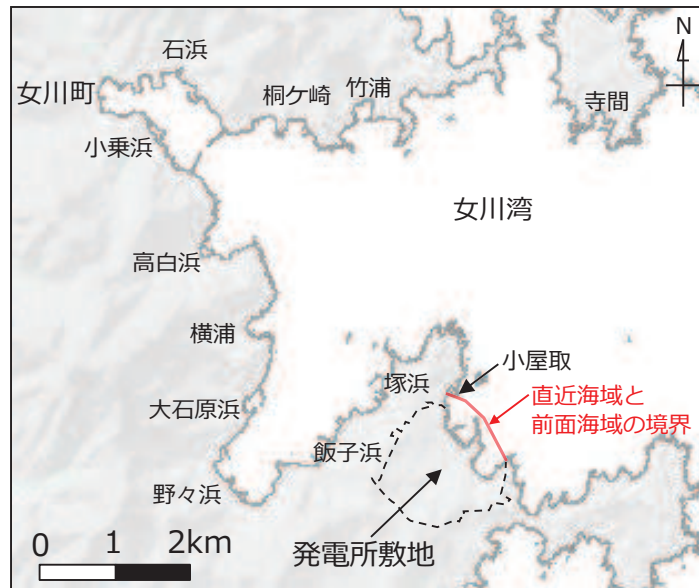 石浜
N
女川町
桐ケ崎
竹浦
寺間
小乗浜
女川湾
高白浜
横浦
小屋取
塚浜
直近海域と
前面海域の境界
大石原浜
飯子浜
野々浜
0 1 2km
発電所敷地